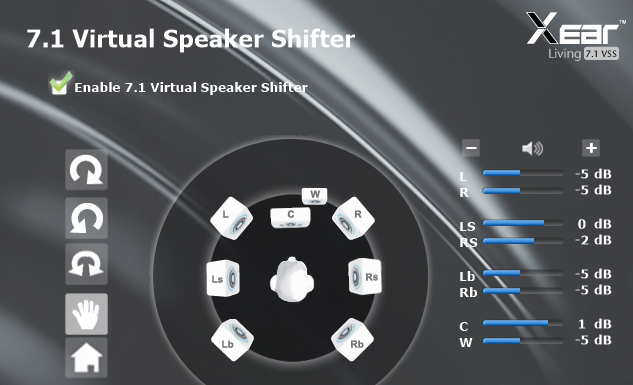 7.1 Virtual Speaker Shifter
Xear™
Living 7.1 VSS
Enable 7.1 Virtual Speaker Shifter
W
L
C
R
Ls
Rs
Lb
Rb
L -5 dB
R -5 dB
LS 0 dB
RS -2 dB
Lb -5 dB
Rb -5 dB
C 1 dB
W -5 dB